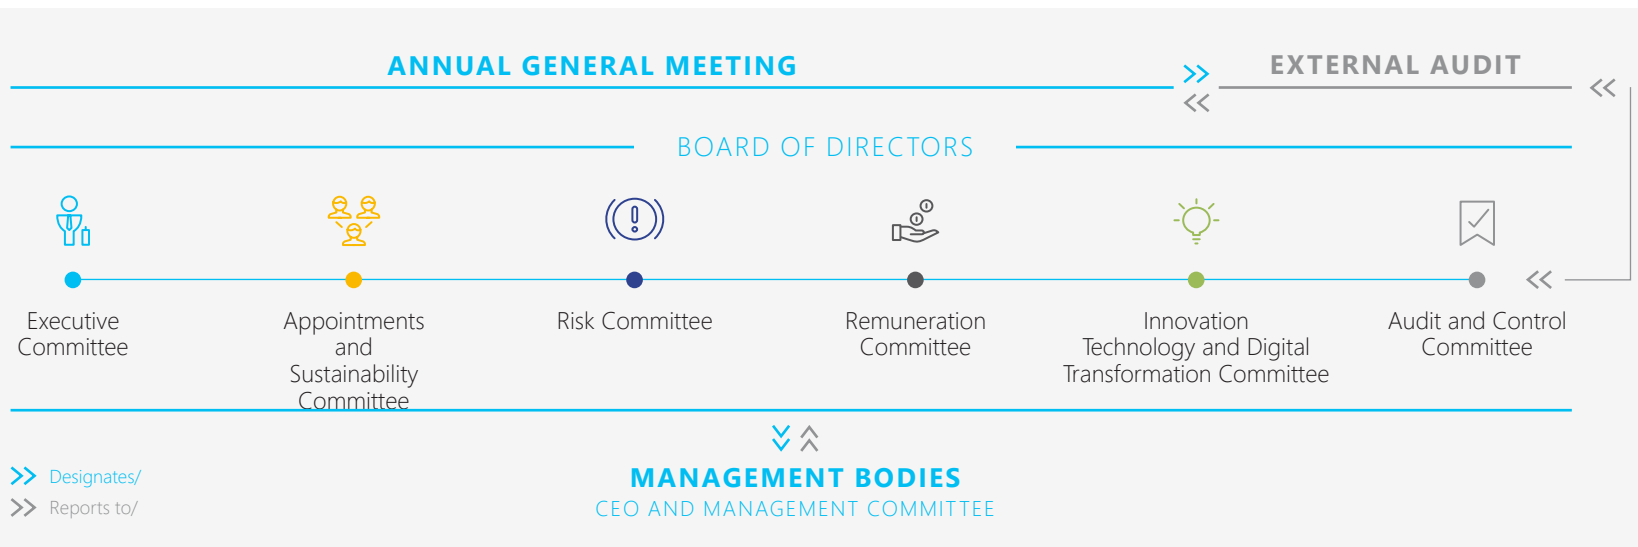 ANNUAL GENERAL MEETING
EXTERNAL AUDIT
BOARD OF DIRECTORS
Executive
Committee
Appointments
and
Sustainability
Committee
Risk Committee
Remuneration
Committee
Innovation
Technology and Digital
Transformation Committee
Audit and Control
Committee
Designates/
Reports to/
MANAGEMENT BODIES
CEO AND MANAGEMENT COMMITTEE